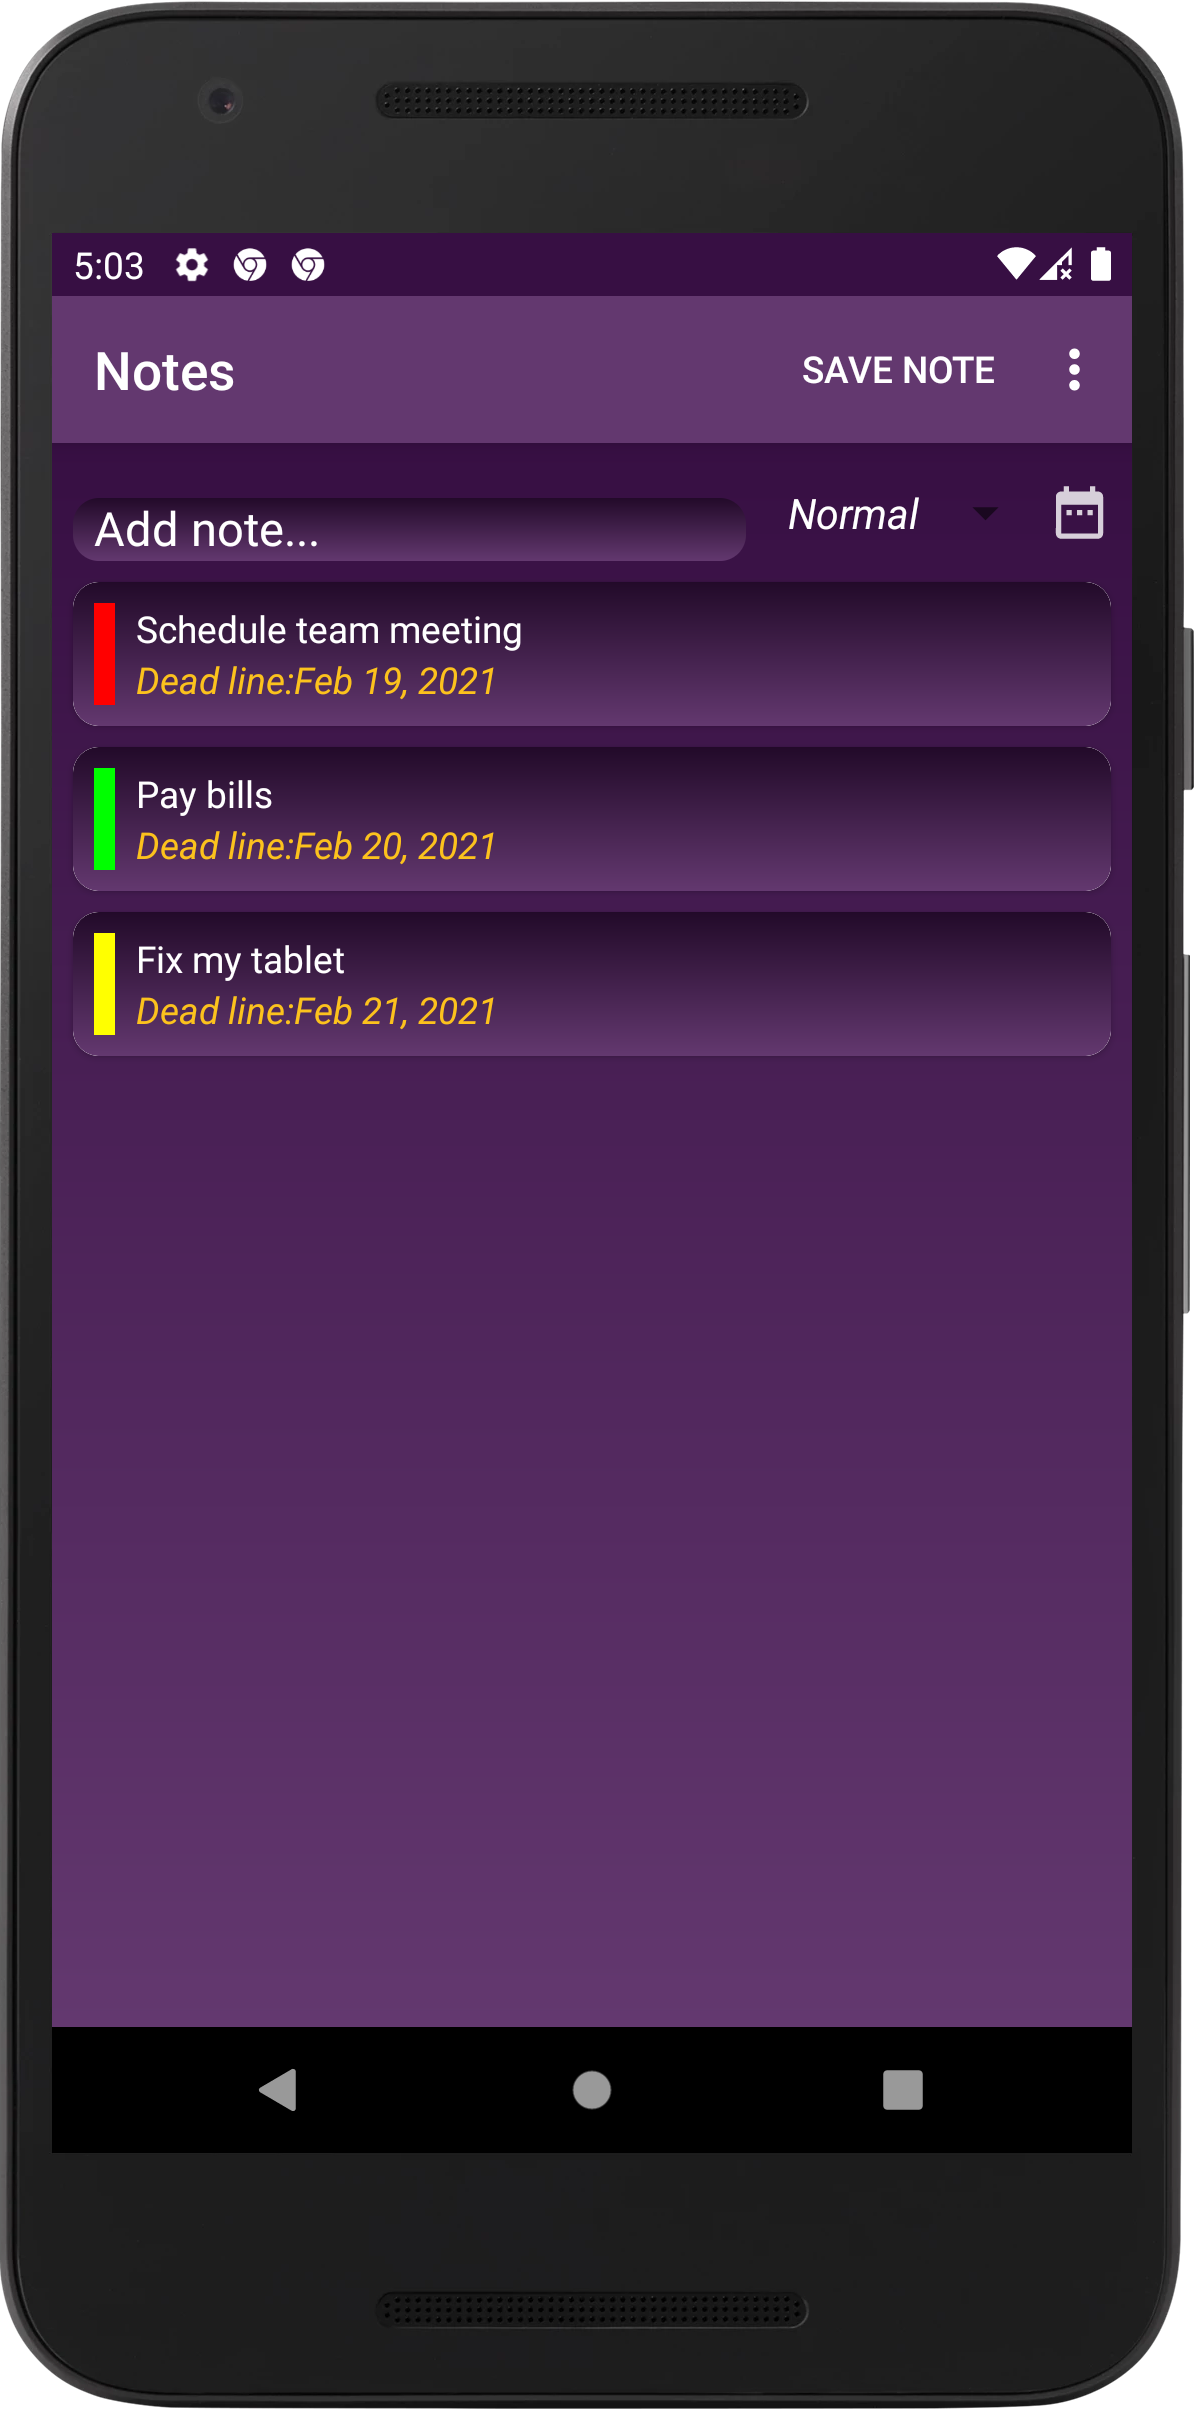 5:03
Notes SAVE NOTE
Add note... Normal
Schedule team meeting
Dead line:Feb 19, 2021
Pay bills
Dead line:Feb 20, 2021
Fix my tablet
Dead line:Feb 21, 2021